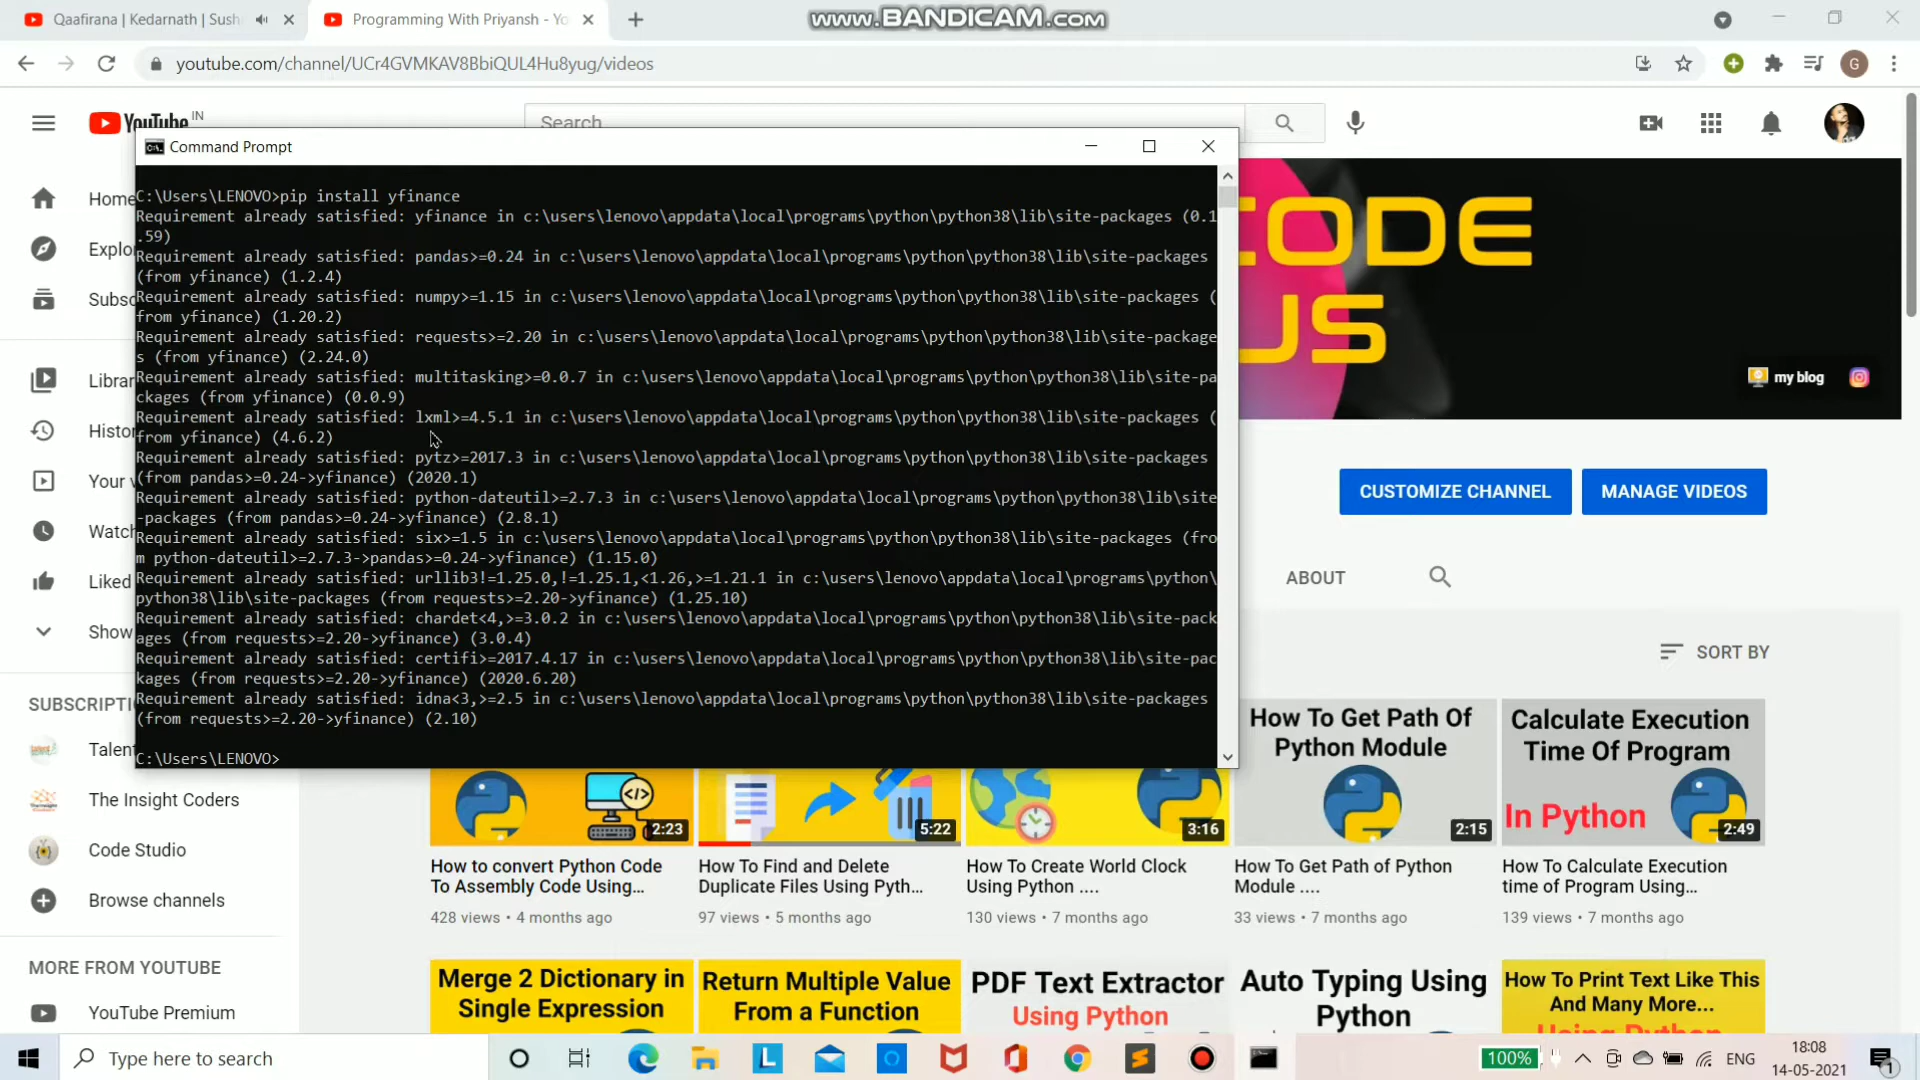 Qaafirana | Kedarnath | Sush
Programming With Priyansh - Yo
www.BANDICAM.com
youtube.com/channel/UCr4GVMKAV8BbiQUL4Hu8yug/videos
G
YouTube IN
Search
Command Prompt
C:\Users\LENOVO>pip install yfinance
Requirement already satisfied: yfinance in c:\users\lenovo\appdata\local\programs\python\python38\lib\site-packages (0.1
.59)
Requirement already satisfied: pandas>=0.24 in c:\users\lenovo\appdata\local\programs\python\python38\lib\site-packages
(from yfinance) (1.2.4)
Requirement already satisfied: numpy>=1.15 in c:\users\lenovo\appdata\local\programs\python\python38\lib\site-packages (
from yfinance) (1.20.2)
Requirement already satisfied: requests>=2.20 in c:\users\lenovo\appdata\local\programs\python\python38\lib\site-package
s (from yfinance) (2.24.0)
Requirement already satisfied: multitasking>=0.0.7 in c:\users\lenovo\appdata\local\programs\python\python38\lib\site-pa
ckages (from yfinance) (0.0.9)
Requirement already satisfied: lxml>=4.5.1 in c:\users\lenovo\appdata\local\programs\python\python38\lib\site-packages (
from yfinance) (4.6.2)
Requirement already satisfied: pytz>=2017.3 in c:\users\lenovo\appdata\local\programs\python\python38\lib\site-packages
(from pandas>=0.24->yfinance) (2020.1)
Requirement already satisfied: python-dateutil>=2.7.3 in c:\users\lenovo\appdata\local\programs\python\python38\lib\site
-packages (from pandas>=0.24->yfinance) (2.8.1)
Requirement already satisfied: six>=1.5 in c:\users\lenovo\appdata\local\programs\python\python38\lib\site-packages (fro
m python-dateutil>=2.7.3->pandas>=0.24->yfinance) (1.15.0)
Requirement already satisfied: urllib3!=1.25.0,!=1.25.1,<1.26,>=1.21.1 in c:\users\lenovo\appdata\local\programs\python\
python38\lib\site-packages (from requests>=2.20->yfinance) (1.25.10)
Requirement already satisfied: chardet<4,>=3.0.2 in c:\users\lenovo\appdata\local\programs\python\python38\lib\site-pack
ages (from requests>=2.20->yfinance) (3.0.4)
Requirement already satisfied: certifi>=2017.4.17 in c:\users\lenovo\appdata\local\programs\python\python38\lib\site-pac
kages (from requests>=2.20->yfinance) (2020.6.20)
Requirement already satisfied: idna<3,>=2.5 in c:\users\lenovo\appdata\local\programs\python\python38\lib\site-packages
(from requests>=2.20->yfinance) (2.10)
C:\Users\LENOVO>
Home
Explo
Subsc
Librar
Histor
Your v
Watch
Liked
Show
SUBSCRIPTI
Talent
The Insight Coders
Code Studio
Browse channels
MORE FROM YOUTUBE
YouTube Premium
CODE
US
my blog
CUSTOMIZE CHANNEL
MANAGE VIDEOS
ABOUT
SORT BY
2:23
How to convert Python Code
To Assembly Code Using...
428 views • 4 months ago
5:22
How To Find and Delete
Duplicate Files Using Pyth...
97 views • 5 months ago
3:16
How To Create World Clock
Using Python ....
130 views • 7 months ago
How To Get Path Of
Python Module
2:15
How To Get Path of Python
Module ....
33 views • 7 months ago
Calculate Execution
Time Of Program
In Python
2:49
How To Calculate Execution
time of Program Using...
139 views • 7 months ago
Merge 2 Dictionary in
Single Expression
Return Multiple Value
From a Function
PDF Text Extractor
Using Python
Auto Typing Using
Python
How To Print Text Like This
And Many More...
Using Python
Type here to search
L
100%
ENG
18:08
14-05-2021
1